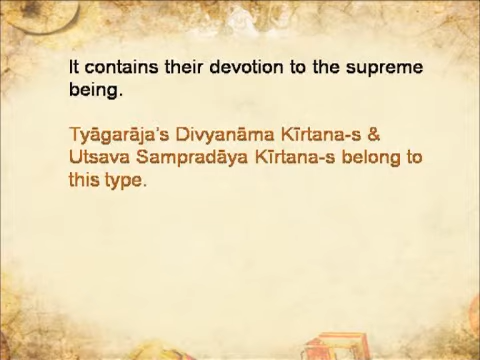 It contains their devotion to the supreme
being.
Tyāgarāja's Divyanāma Kīrtana-s &
Utsava Sampradāya Kīrtana-s belong to
this type.